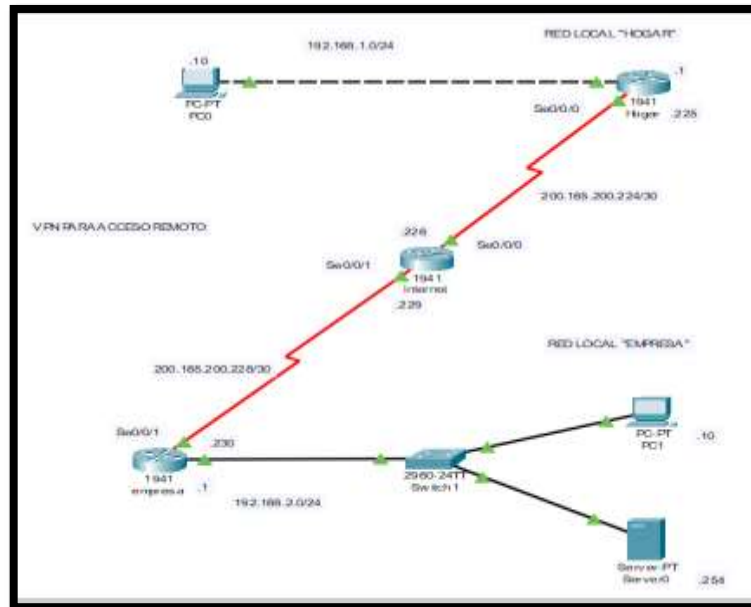 RED LOCAL "HOGAR"
192.168.1.0/24
.10
.1
PC-PT
PC0
1941
Hogar
Se0/0/0
.225
200.165.200.224/30
VPN PARA ACCESO REMOTO
.226
Se0/0/0
Se0/0/1
1941
Internet
.229
RED LOCAL "EMPRESA"
200.165.200.228/30
Se0/0/1
.230
PC-PT
PC1
.10
1941
empresa
.1
2960-24TT
Switch1
192.168.2.0/24
Server-PT
Server0
.254